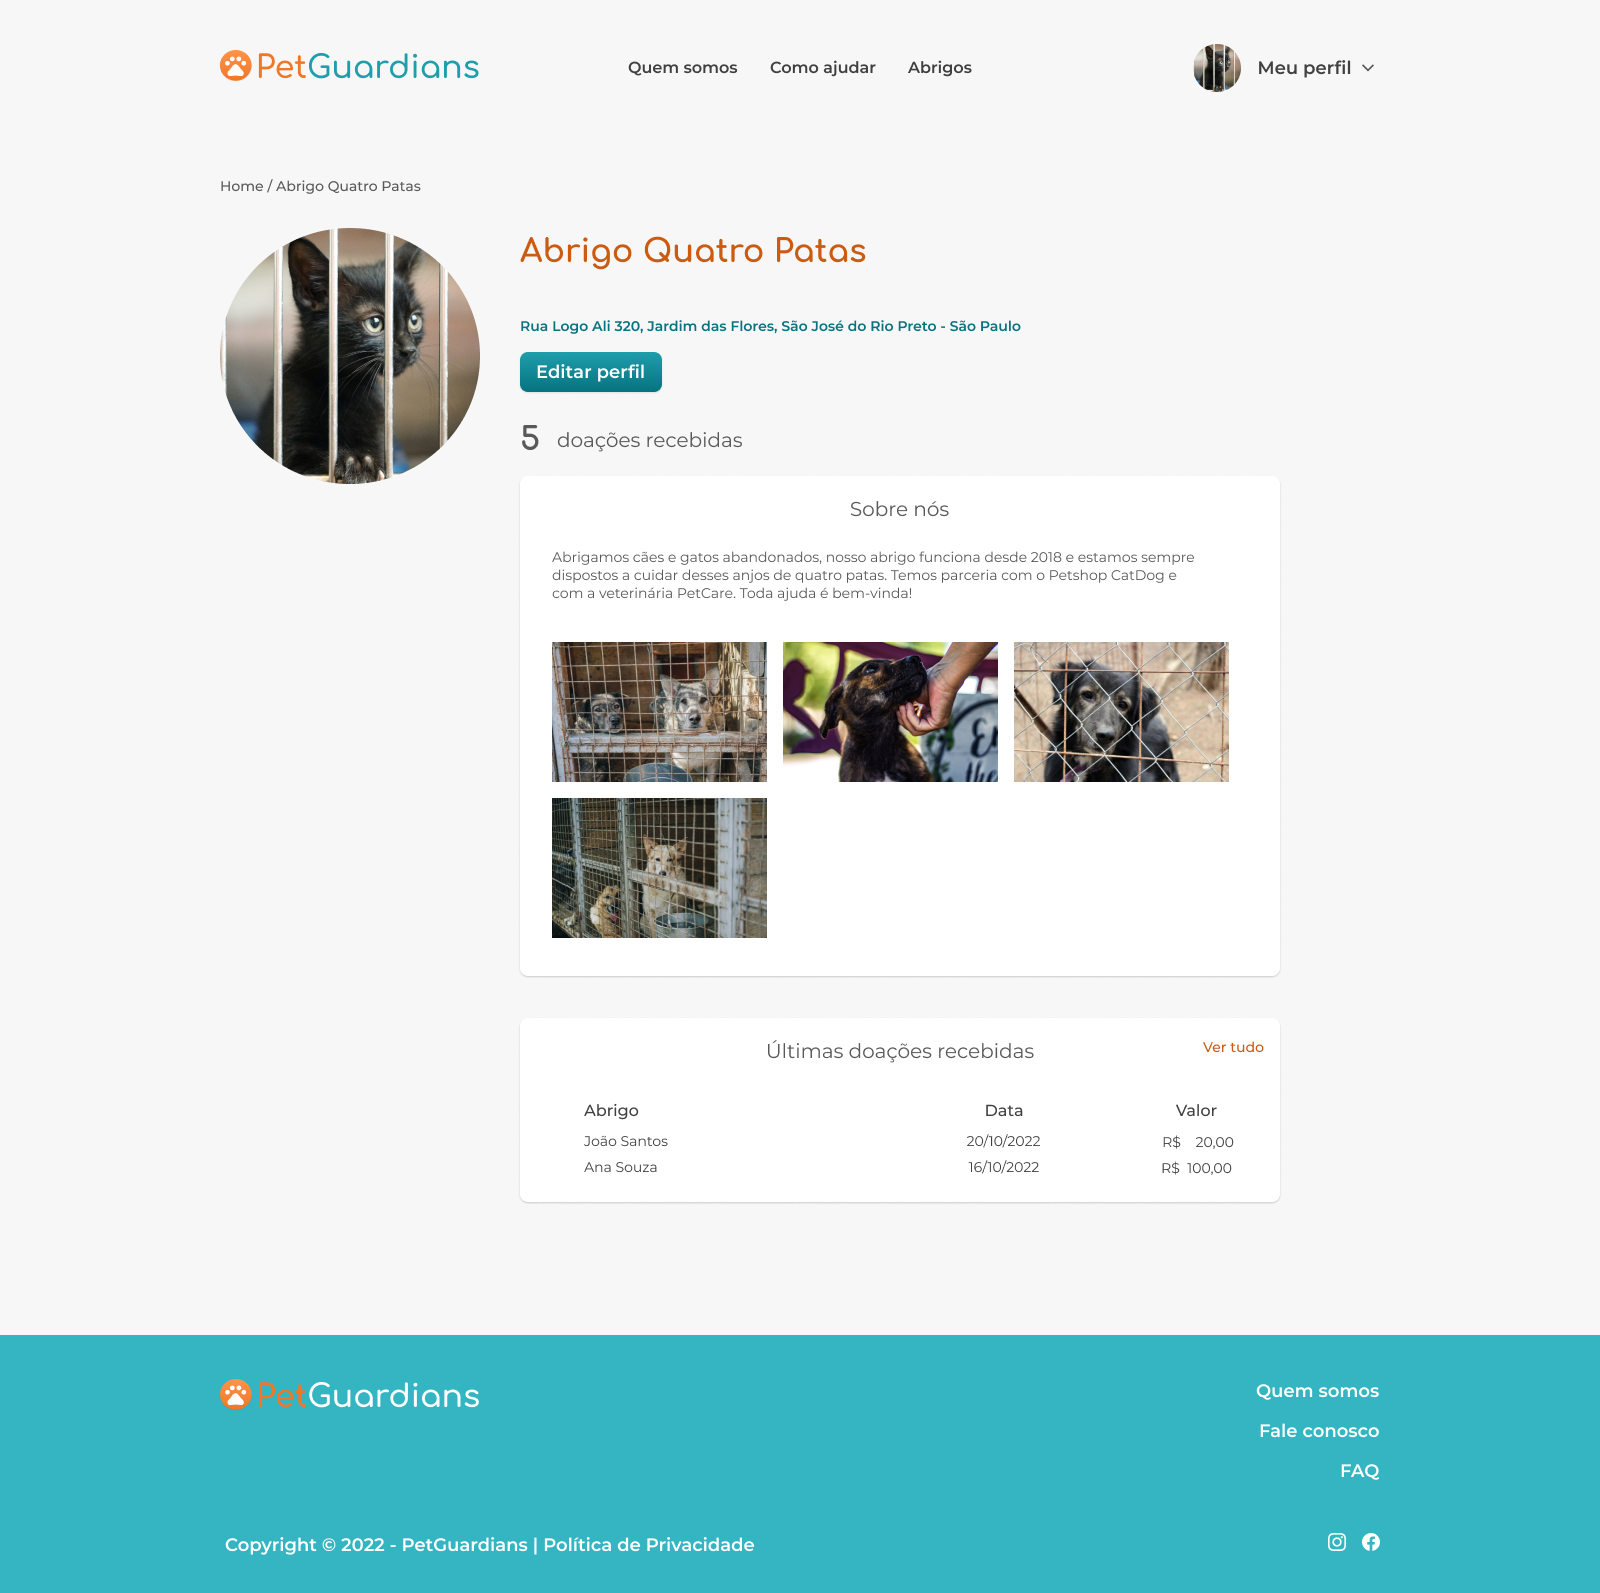 PetGuardians
Quem somos
Como ajudar
Abrigos
Meu perfil
Home / Abrigo Quatro Patas
Abrigo Quatro Patas
Rua Logo Ali 320, Jardim das Flores, São José do Rio Preto - São Paulo
Editar perfil
5 doações recebidas
Sobre nós
Abrigamos cães e gatos abandonados, nosso abrigo funciona desde 2018 e estamos sempre
dispostos a cuidar desses anjos de quatro patas. Temos parceria com o Petshop CatDog e
com a veterinária PetCare. Toda ajuda é bem-vinda!
the
Últimas doações recebidas
Ver tudo
Abrigo Data Valor
João Santos 20/10/2022 R$ 20,00
Ana Souza 16/10/2022 R$ 100,00
PetGuardians
Quem somos
Fale conosco
FAQ
Copyright © 2022 - PetGuardians | Política de Privacidade